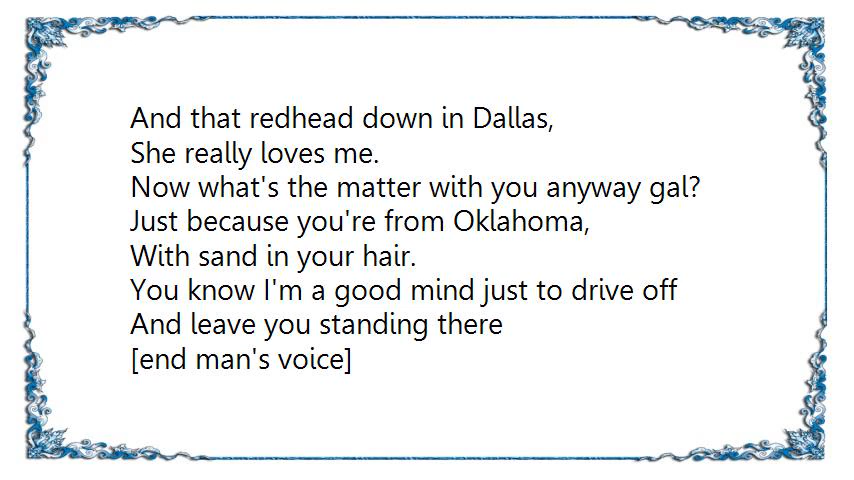 And that redhead down in Dallas,
She really loves me.
Now what's the matter with you anyway gal?
Just because you're from Oklahoma,
With sand in your hair.
You know I'm a good mind just to drive off
And leave you standing there
[end man's voice]